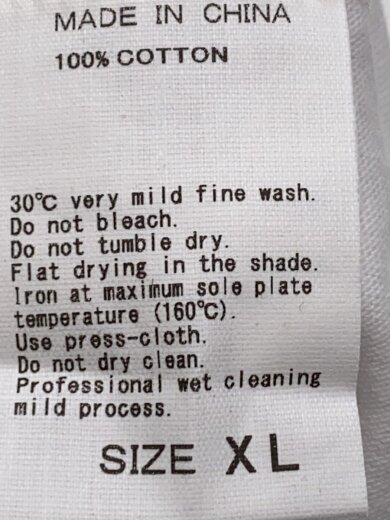 MADE IN CHINA
100% COTTON
30℃ very mild fine wash.
Do not bleach.
Do not tumble dry.
Flat drying in the shade.
Iron at maximum sole plate
temperature (160℃).
Use press-cloth.
Do not dry clean.
Professional wet cleaning
mild process.
SIZE XL